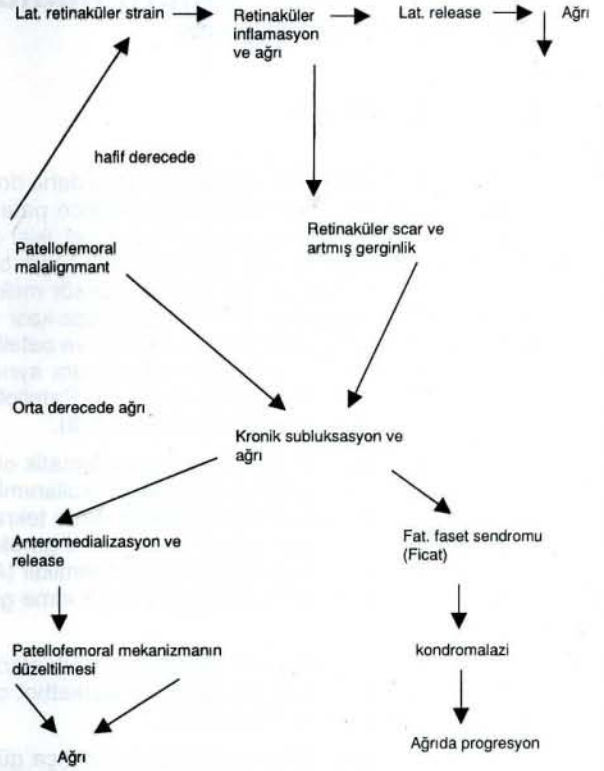 Lat. retinaküler strain
Retinaküler
inflamasyon
ve ağrı
Lat. release
Ağrı
hafif derecede
Patellofemoral
malalignmant
Retinaküler scar ve
artmış gerginlik
Orta derecede ağrı
Kronik subluksasyon ve
ağrı
Anteromedializasyon ve
release
Fat. faset sendromu
(Ficat)
Patellofemoral mekanizmanın
düzeltilmesi
kondromalazi
Ağrı
Ağrıda progresyon